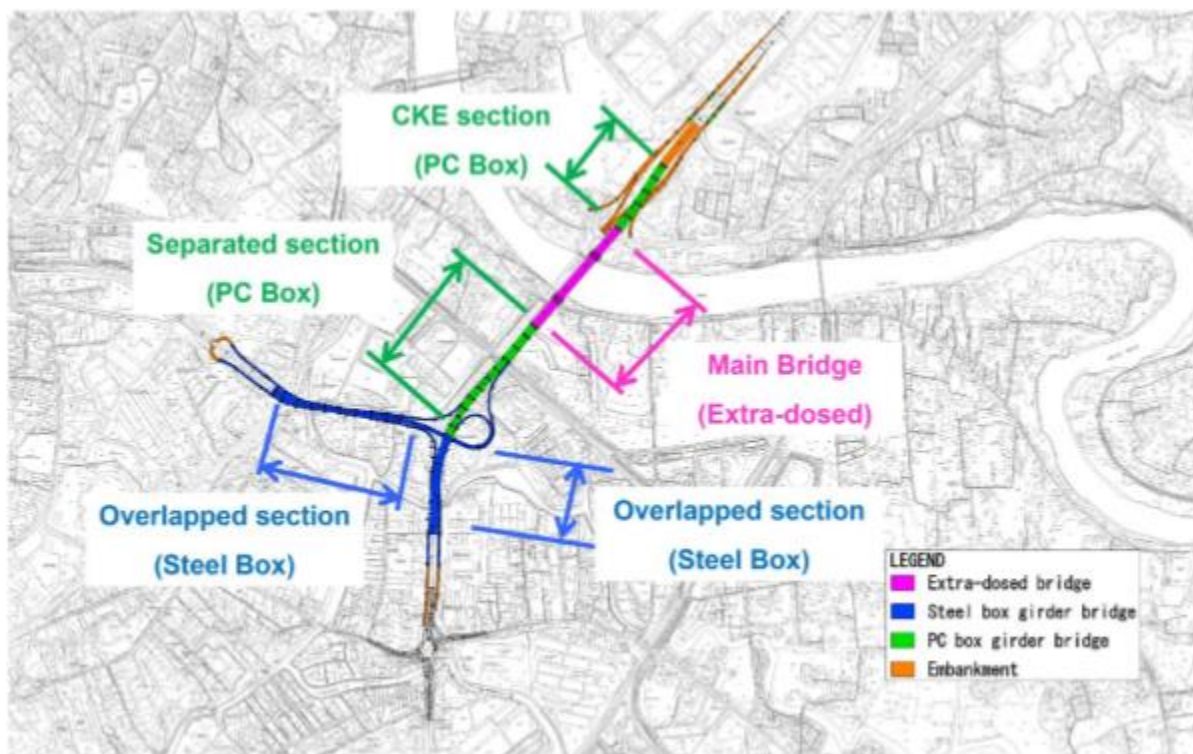 CKE section
(PC Box)
Separated section
(PC Box)
Main Bridge
(Extra-dosed)
Overlapped section
(Steel Box)
Overlapped section
(Steel Box)
LEGEND
Extra-dosed bridge
Steel box girder bridge
PC box girder bridge
Embankment